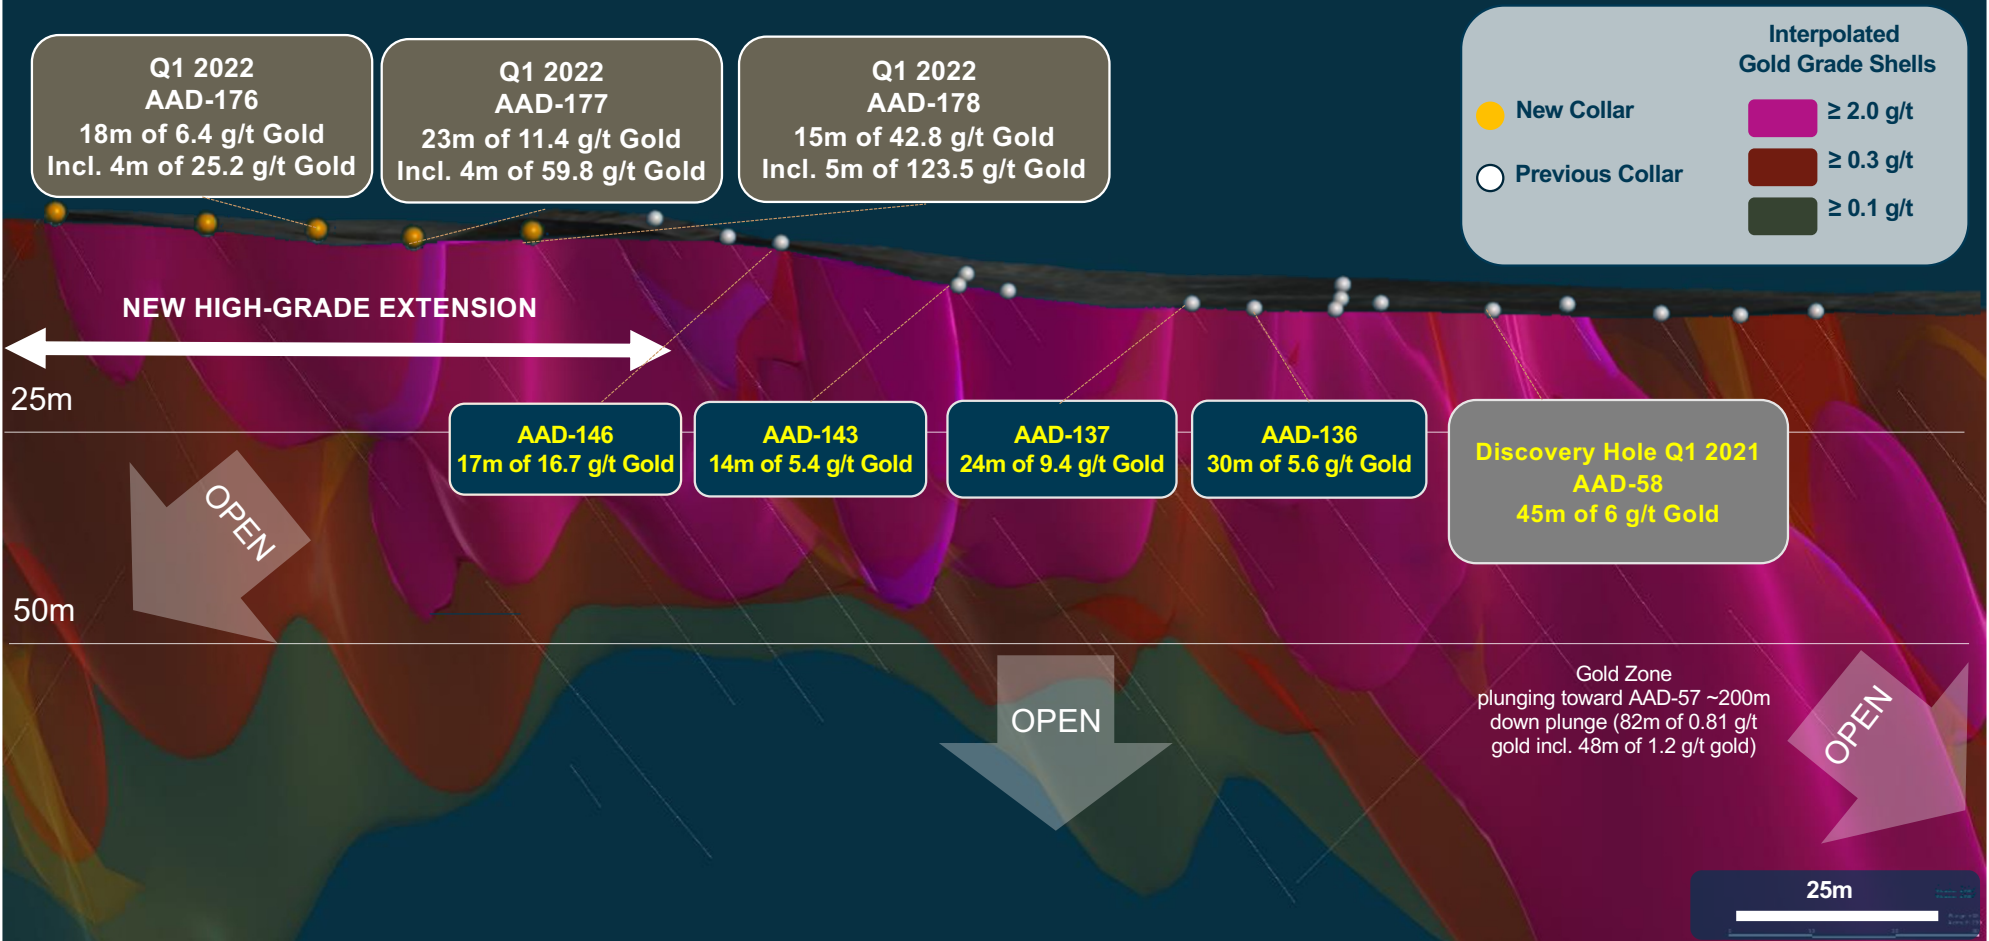 Q1 2022
AAD-176
18m of 6.4 g/t Gold
Incl. 4m of 25.2 g/t Gold
Q1 2022
AAD-177
23m of 11.4 g/t Gold
Incl. 4m of 59.8 g/t Gold
Q1 2022
AAD-178
15m of 42.8 g/t Gold
Incl. 5m of 123.5 g/t Gold
Interpolated
Gold Grade Shells
New Collar
Previous Collar
≥ 2.0 g/t
≥ 0.3 g/t
≥ 0.1 g/t
NEW HIGH-GRADE EXTENSION
25m
AAD-146
17m of 16.7 g/t Gold
AAD-143
14m of 5.4 g/t Gold
AAD-137
24m of 9.4 g/t Gold
AAD-136
30m of 5.6 g/t Gold
Discovery Hole Q1 2021
AAD-58
45m of 6 g/t Gold
OPEN
50m
OPEN
Gold Zone
plunging toward AAD-57 ~200m
down plunge (82m of 0.81 g/t
gold incl. 48m of 1.2 g/t gold)
OPEN
25m